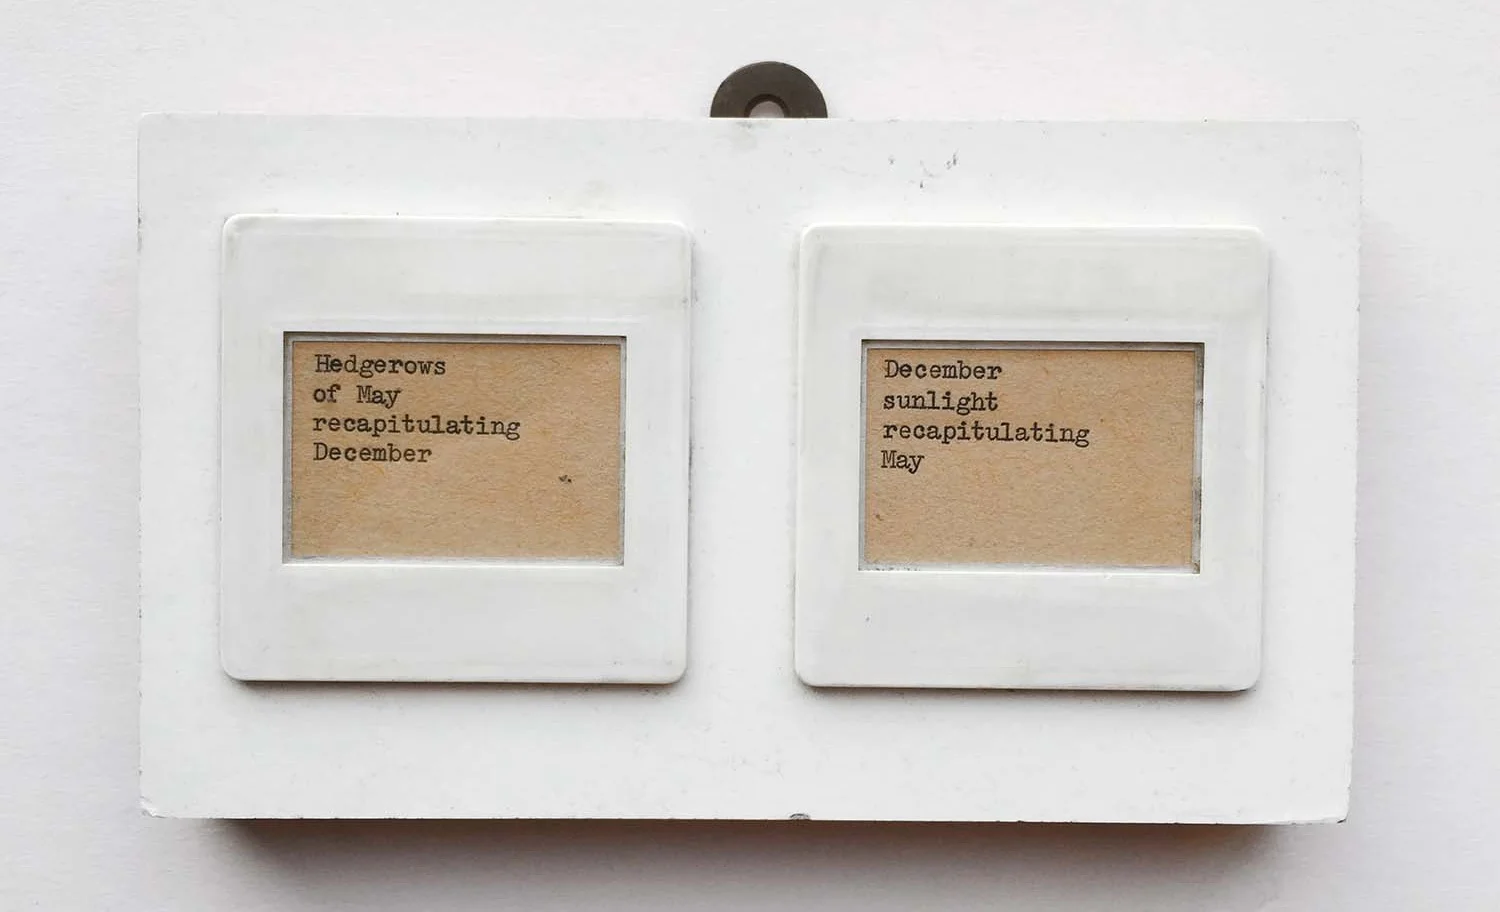 Hedgerows
of May
recapitulating
December
December
sunlight
recapitulating
May